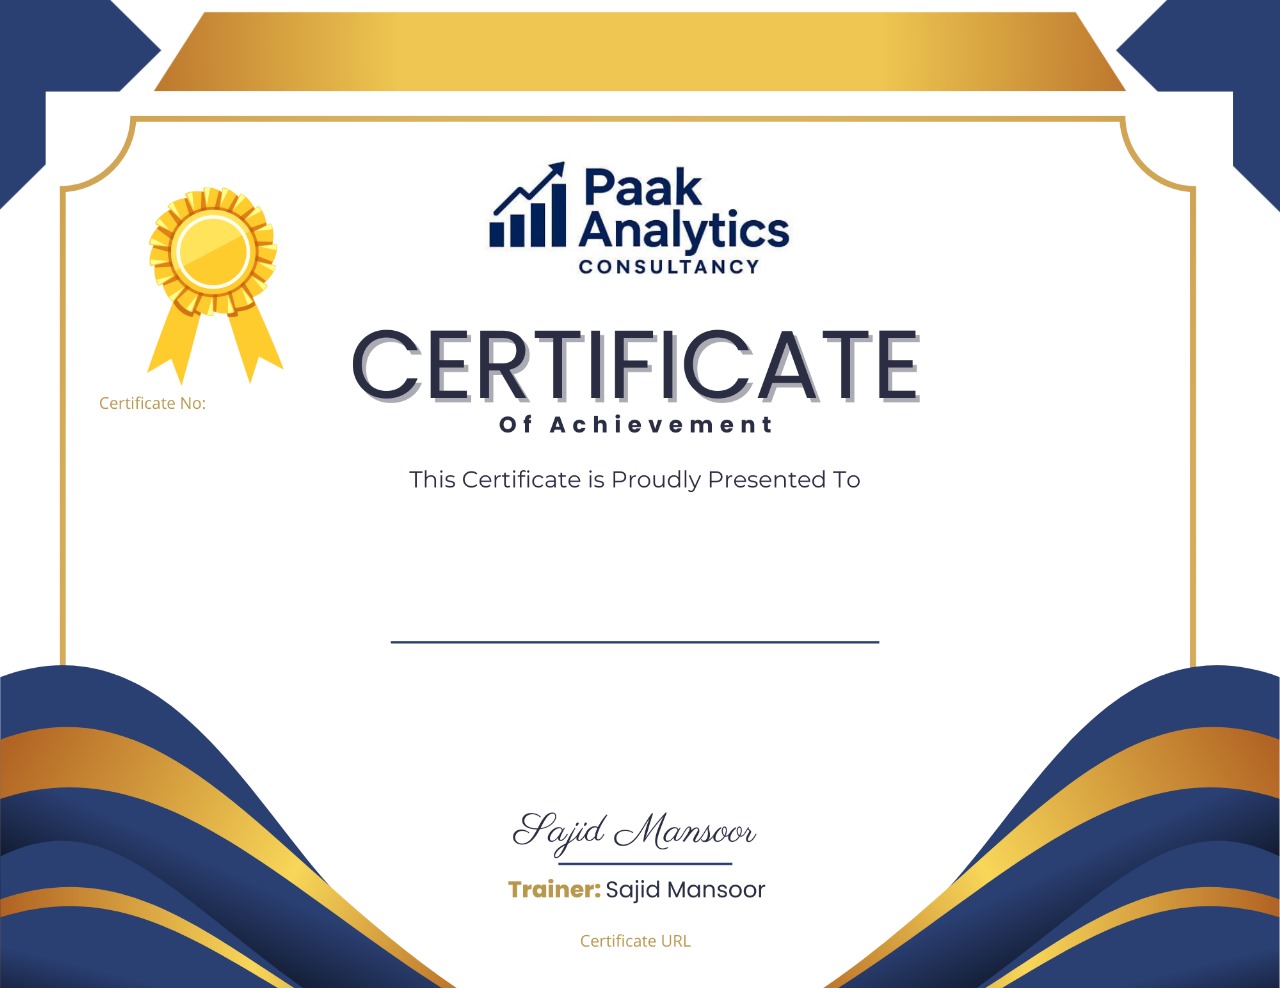 Paak
Analytics
CONSULTANCY
CERTIFICATE
Of Achievement
Certificate No:
This Certificate is Proudly Presented To
Sajid Mansoor
Trainer: Sajid Mansoor
Certificate URL